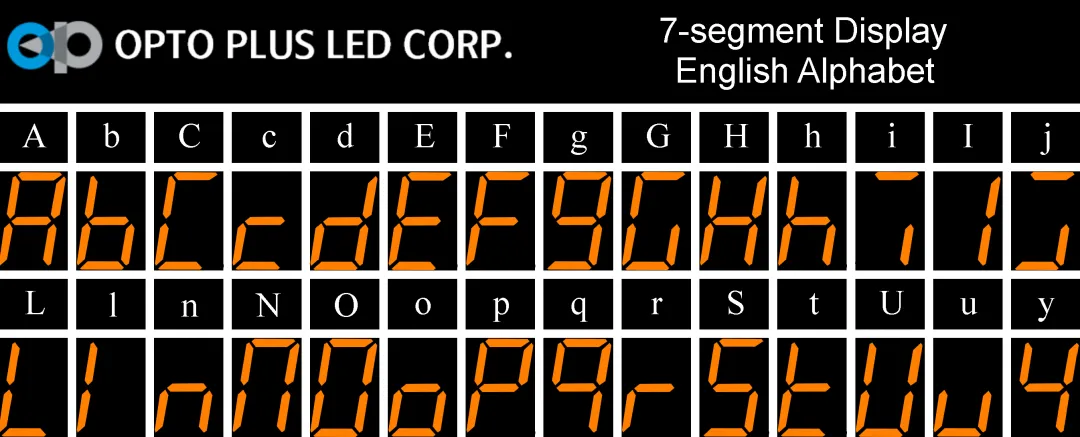 OPTO PLUS LED CORP.
7-segment Display
English Alphabet
A b C c d E F g G H h i I j
A b C c d E F g G H h i I j
L l n N O o p q r S t U u y
L l n N O o P q r S t U u y